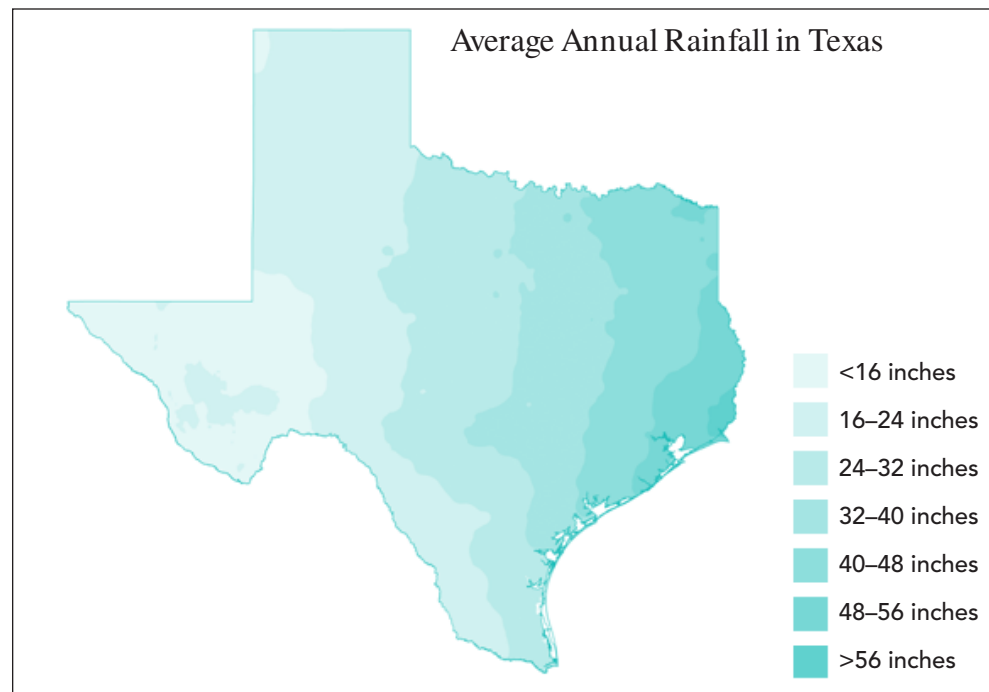 Average Annual Rainfall in Texas
<16 inches
16–24 inches
24–32 inches
32–40 inches
40–48 inches
48–56 inches
>56 inches